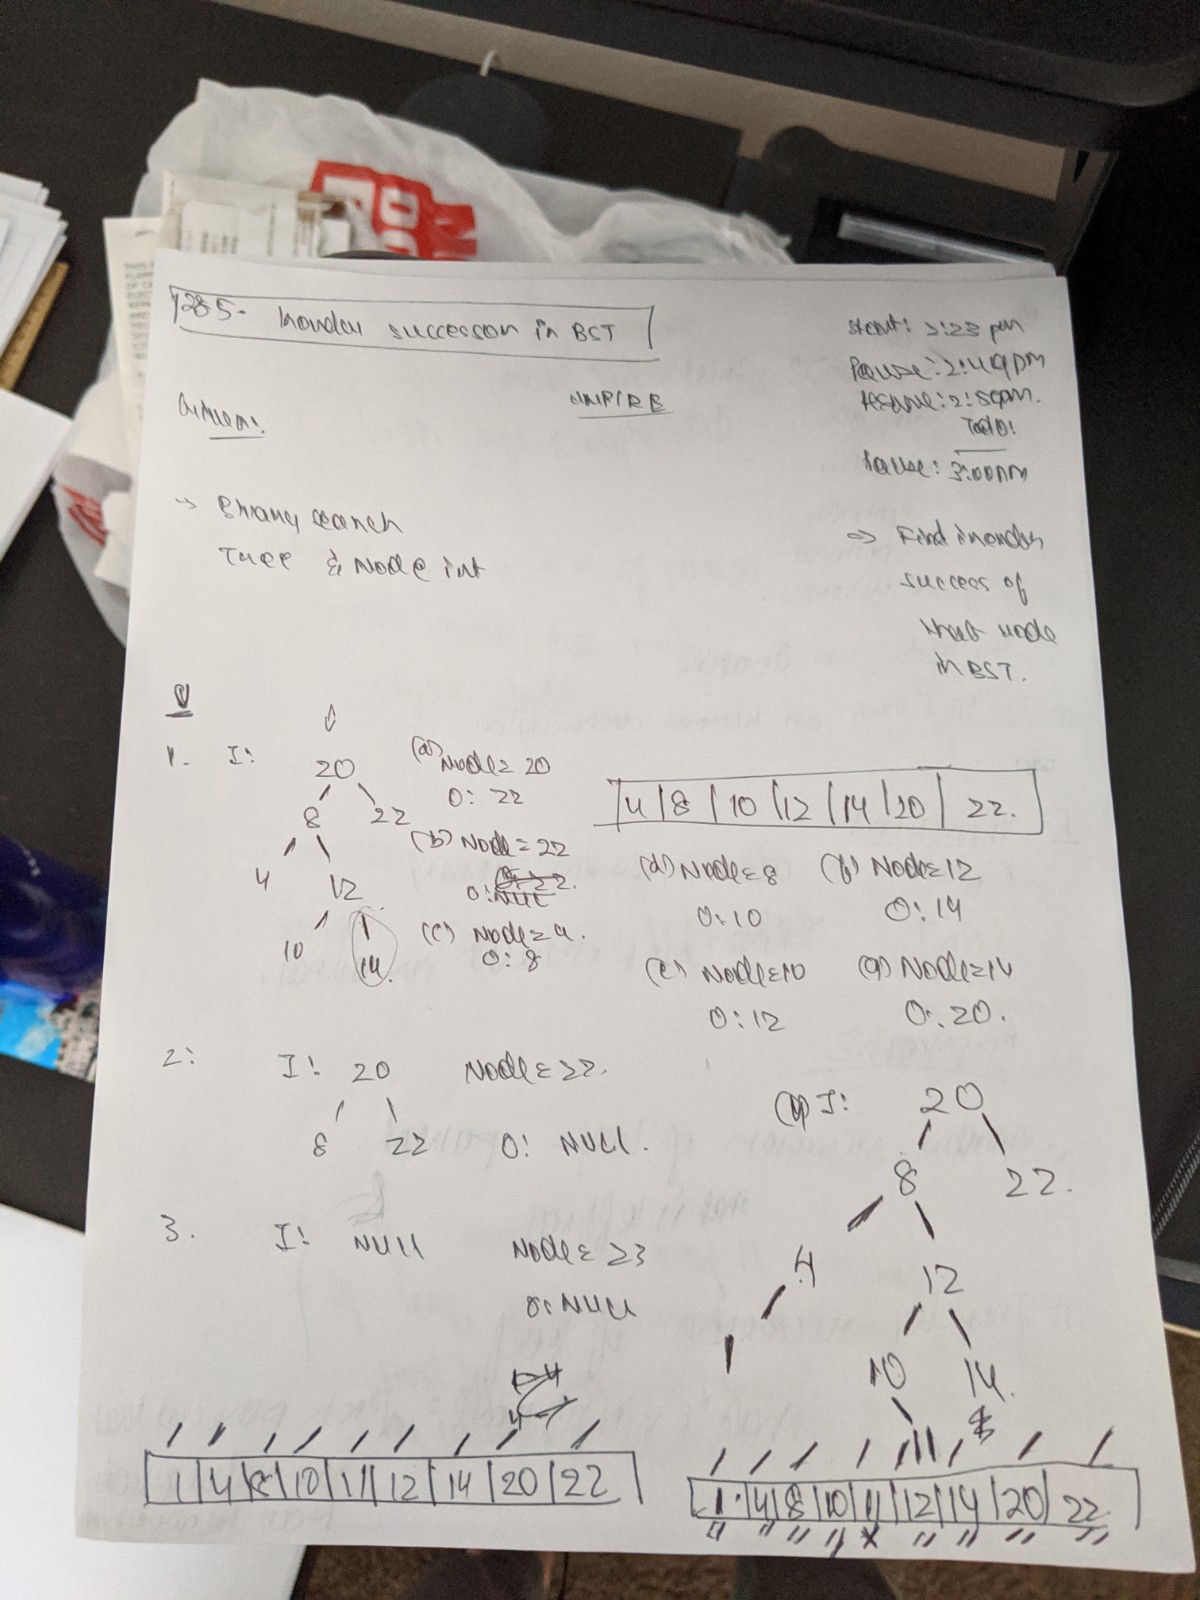 285- Inorder successor in BST
Start: 2:23 pm
Pause: 2:49pm
Resume: 2:50pm.
Todo!
Pause: 3:00pm
UMPIRE
Given:
→ Binary search
Tree & Node int
=> Find inorder
success of
that node
in BST.
U
1. I:
20
8 22
4 12
10 14
(a) Node = 20
O: 22
(b) Node = 22
O: NULL
(c) Node = 4.
O: 8
4 | 8 | 10 | 12 | 14 | 20 | 22.
(d) Node = 8
O: 10
(f) Node = 12
O: 14
(e) Node = 10
O: 12
(g) Node = 14
O: 20.
2: I: 20
8 22
Node = 22.
O: NULL.
3. I: NULL
Node = 23
O: NULL
(4) I: 20
8 22.
4 12
1 10 14.
11
1 | 4 | 8 | 10 | 11 | 12 | 14 | 20 | 22
1 | 4 | 8 | 10 | 11 | 12 | 14 | 20 | 22